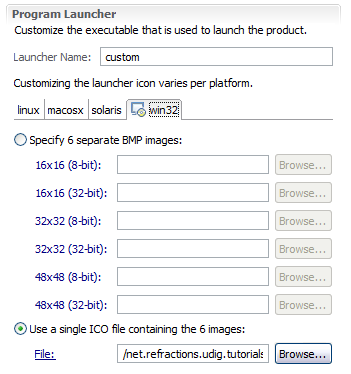 Program Launcher
Customize the executable that is used to launch the product.
Launcher Name: custom
Customizing the launcher icon varies per platform.
linux macosx solaris win32
Specify 6 separate BMP images:
16x16 (8-bit): Browse...
16x16 (32-bit): Browse...
32x32 (8-bit): Browse...
32x32 (32-bit): Browse...
48x48 (8-bit): Browse...
48x48 (32-bit): Browse...
Use a single ICO file containing the 6 images:
File: /net.refractions.udig.tutorials Browse...